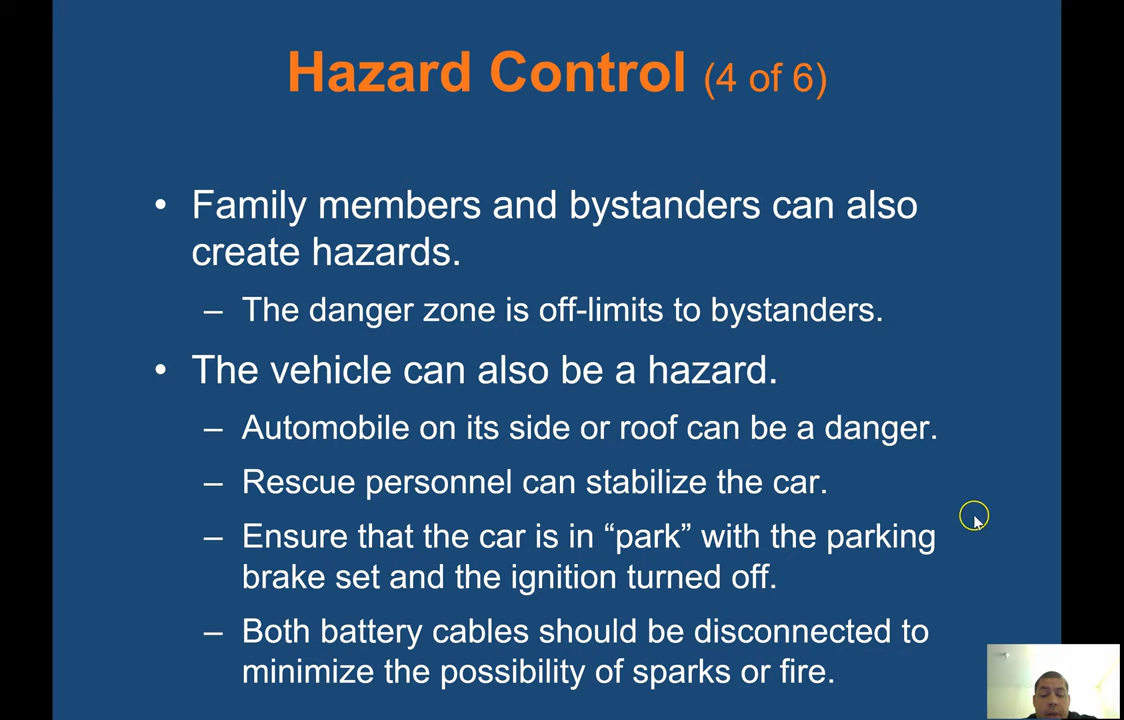 Hazard Control (4 of 6)
• Family members and bystanders can also
create hazards.
– The danger zone is off-limits to bystanders.
• The vehicle can also be a hazard.
– Automobile on its side or roof can be a danger.
– Rescue personnel can stabilize the car.
– Ensure that the car is in “park” with the parking
brake set and the ignition turned off.
– Both battery cables should be disconnected to
minimize the possibility of sparks or fire.